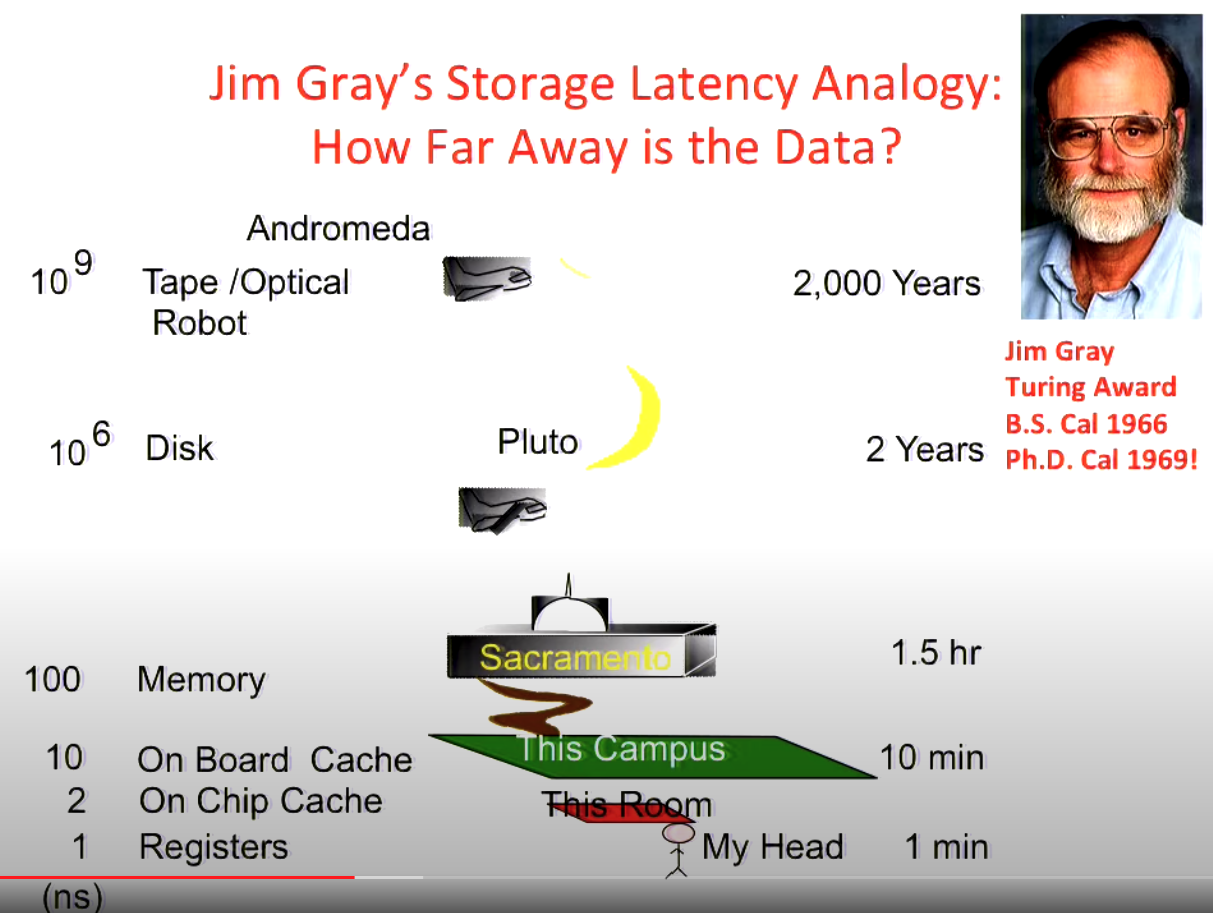 Jim Gray's Storage Latency Analogy:
How Far Away is the Data?
Andromeda
10^9 Tape /Optical Robot 2,000 Years
Jim Gray
Turing Award
B.S. Cal 1966
Ph.D. Cal 1969!
10^6 Disk Pluto 2 Years
100 Memory Sacramento 1.5 hr
10 On Board Cache This Campus 10 min
2 On Chip Cache This Room
1 Registers My Head 1 min
(ns)